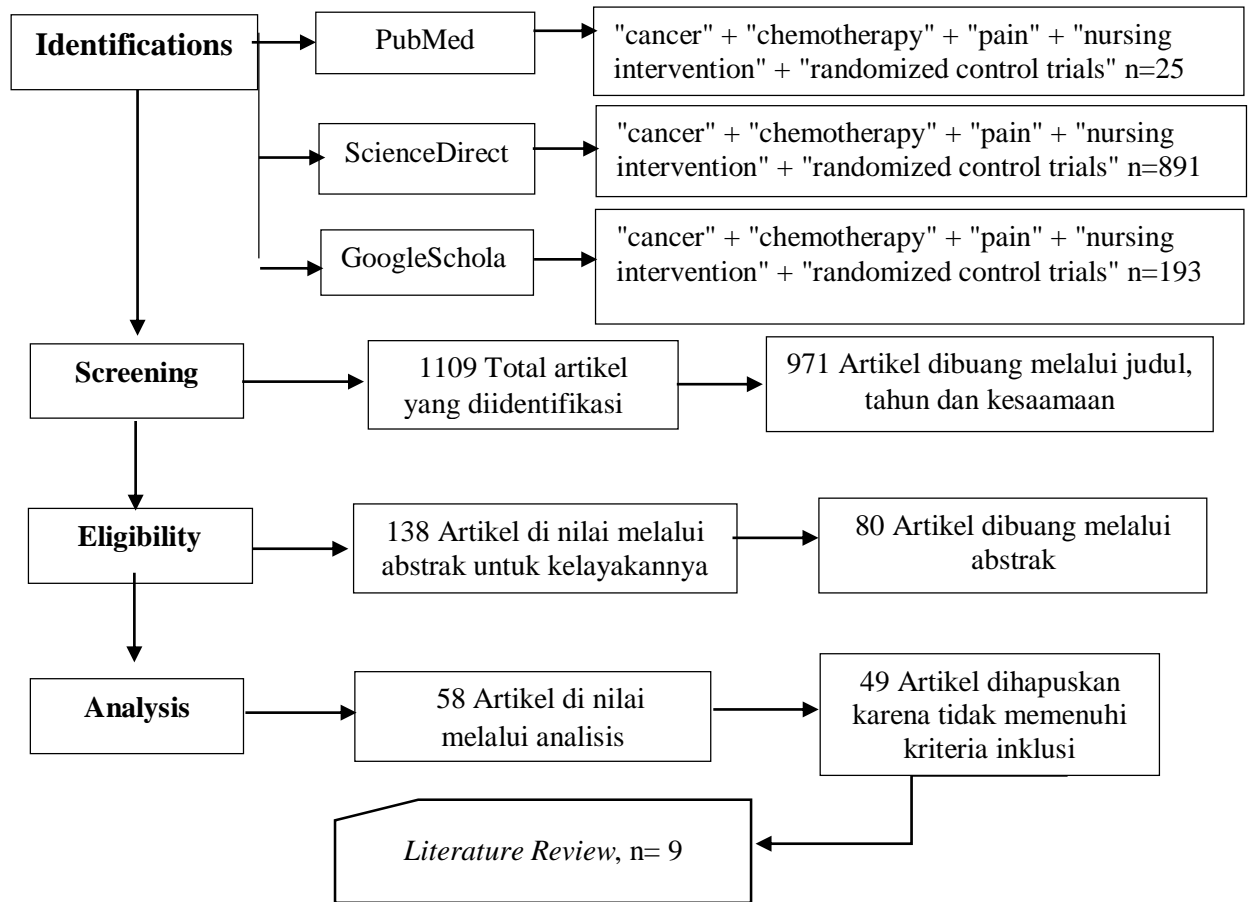 Identifications
PubMed
"cancer" + "chemotherapy" + "pain" + "nursing
intervention" + "randomized control trials" n=25
ScienceDirect
"cancer" + "chemotherapy" + "pain" + "nursing
intervention" + "randomized control trials" n=891
GoogleSchola
"cancer" + "chemotherapy" + "pain" + "nursing
intervention" + "randomized control trials" n=193
Screening
1109 Total artikel
yang diidentifikasi
971 Artikel dibuang melalui judul,
tahun dan kesaamaan
Eligibility
138 Artikel di nilai melalui
abstrak untuk kelayakannya
80 Artikel dibuang melalui
abstrak
Analysis
58 Artikel di nilai
melalui analisis
49 Artikel dihapuskan
karena tidak memenuhi
kriteria inklusi
Literature Review, n= 9